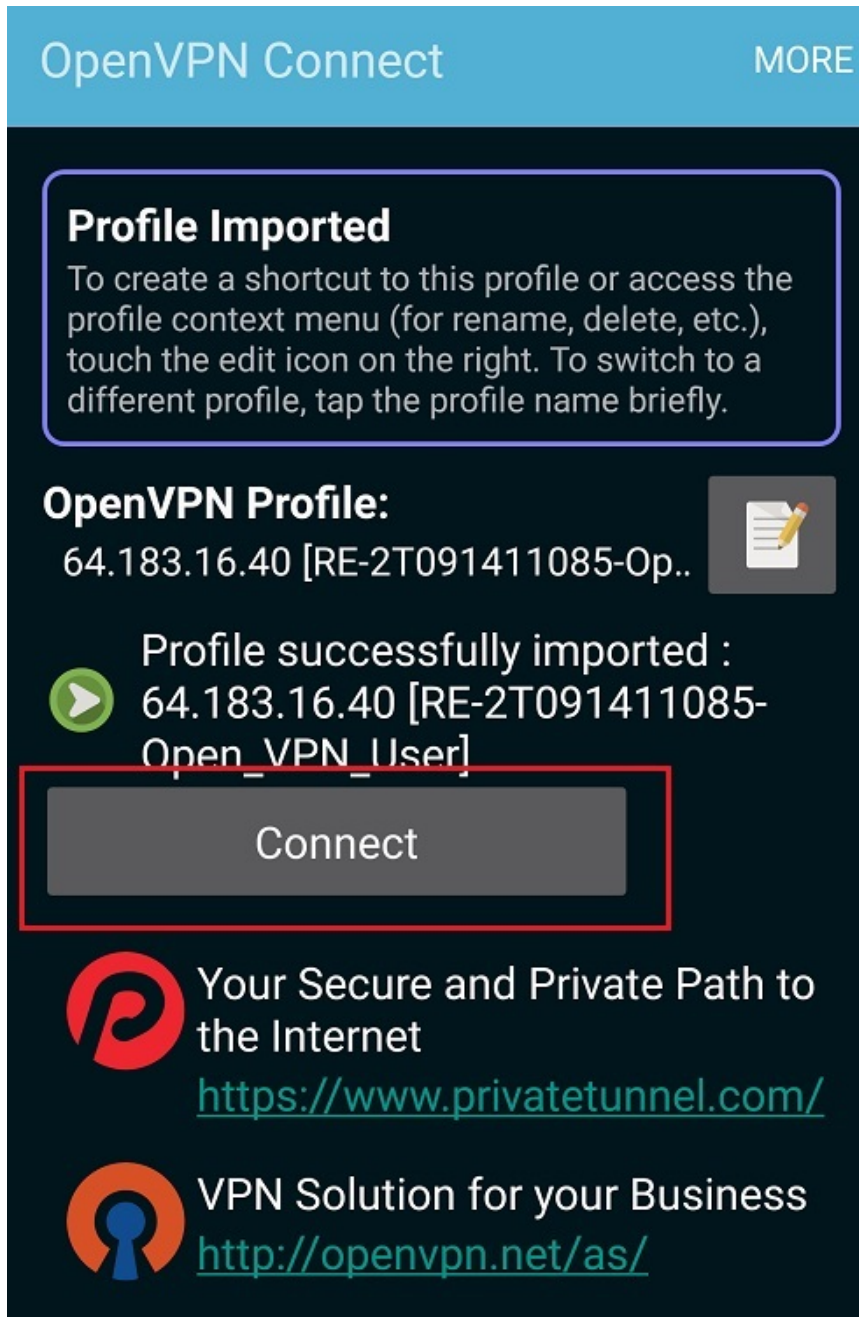 OpenVPN Connect
MORE
Profile Imported
To create a shortcut to this profile or access the
profile context menu (for rename, delete, etc.),
touch the edit icon on the right. To switch to a
different profile, tap the profile name briefly.
OpenVPN Profile:
64.183.16.40 [RE-2T091411085-Op..
Profile successfully imported :
64.183.16.40 [RE-2T091411085-
Open_VPN_User]
Connect
Your Secure and Private Path to
the Internet
https://www.privatetunnel.com/
VPN Solution for your Business
http://openvpn.net/as/